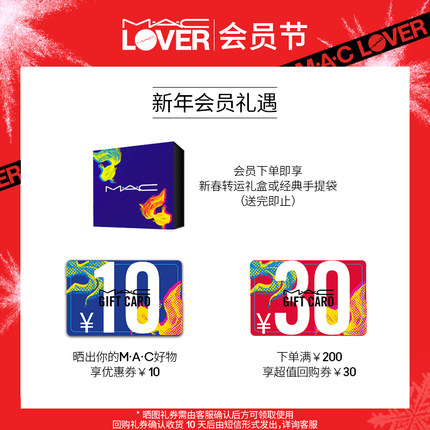 M·A·C
LOVER 会员节
M·A·C LOVER
新年会员礼遇
会员下单即享
新春转运礼盒或经典手提袋
(送完即止)
M·A·C
M·A·C
GIFT CARD
¥10
M·A·C
GIFT CARD
¥30
晒出你的M·A·C好物
享优惠券¥10
下单满¥200
享超值回购券¥30
*晒图礼券需由客服确认后方可领取使用
回购礼券确认收货10天后由短信形式发出,详询客服